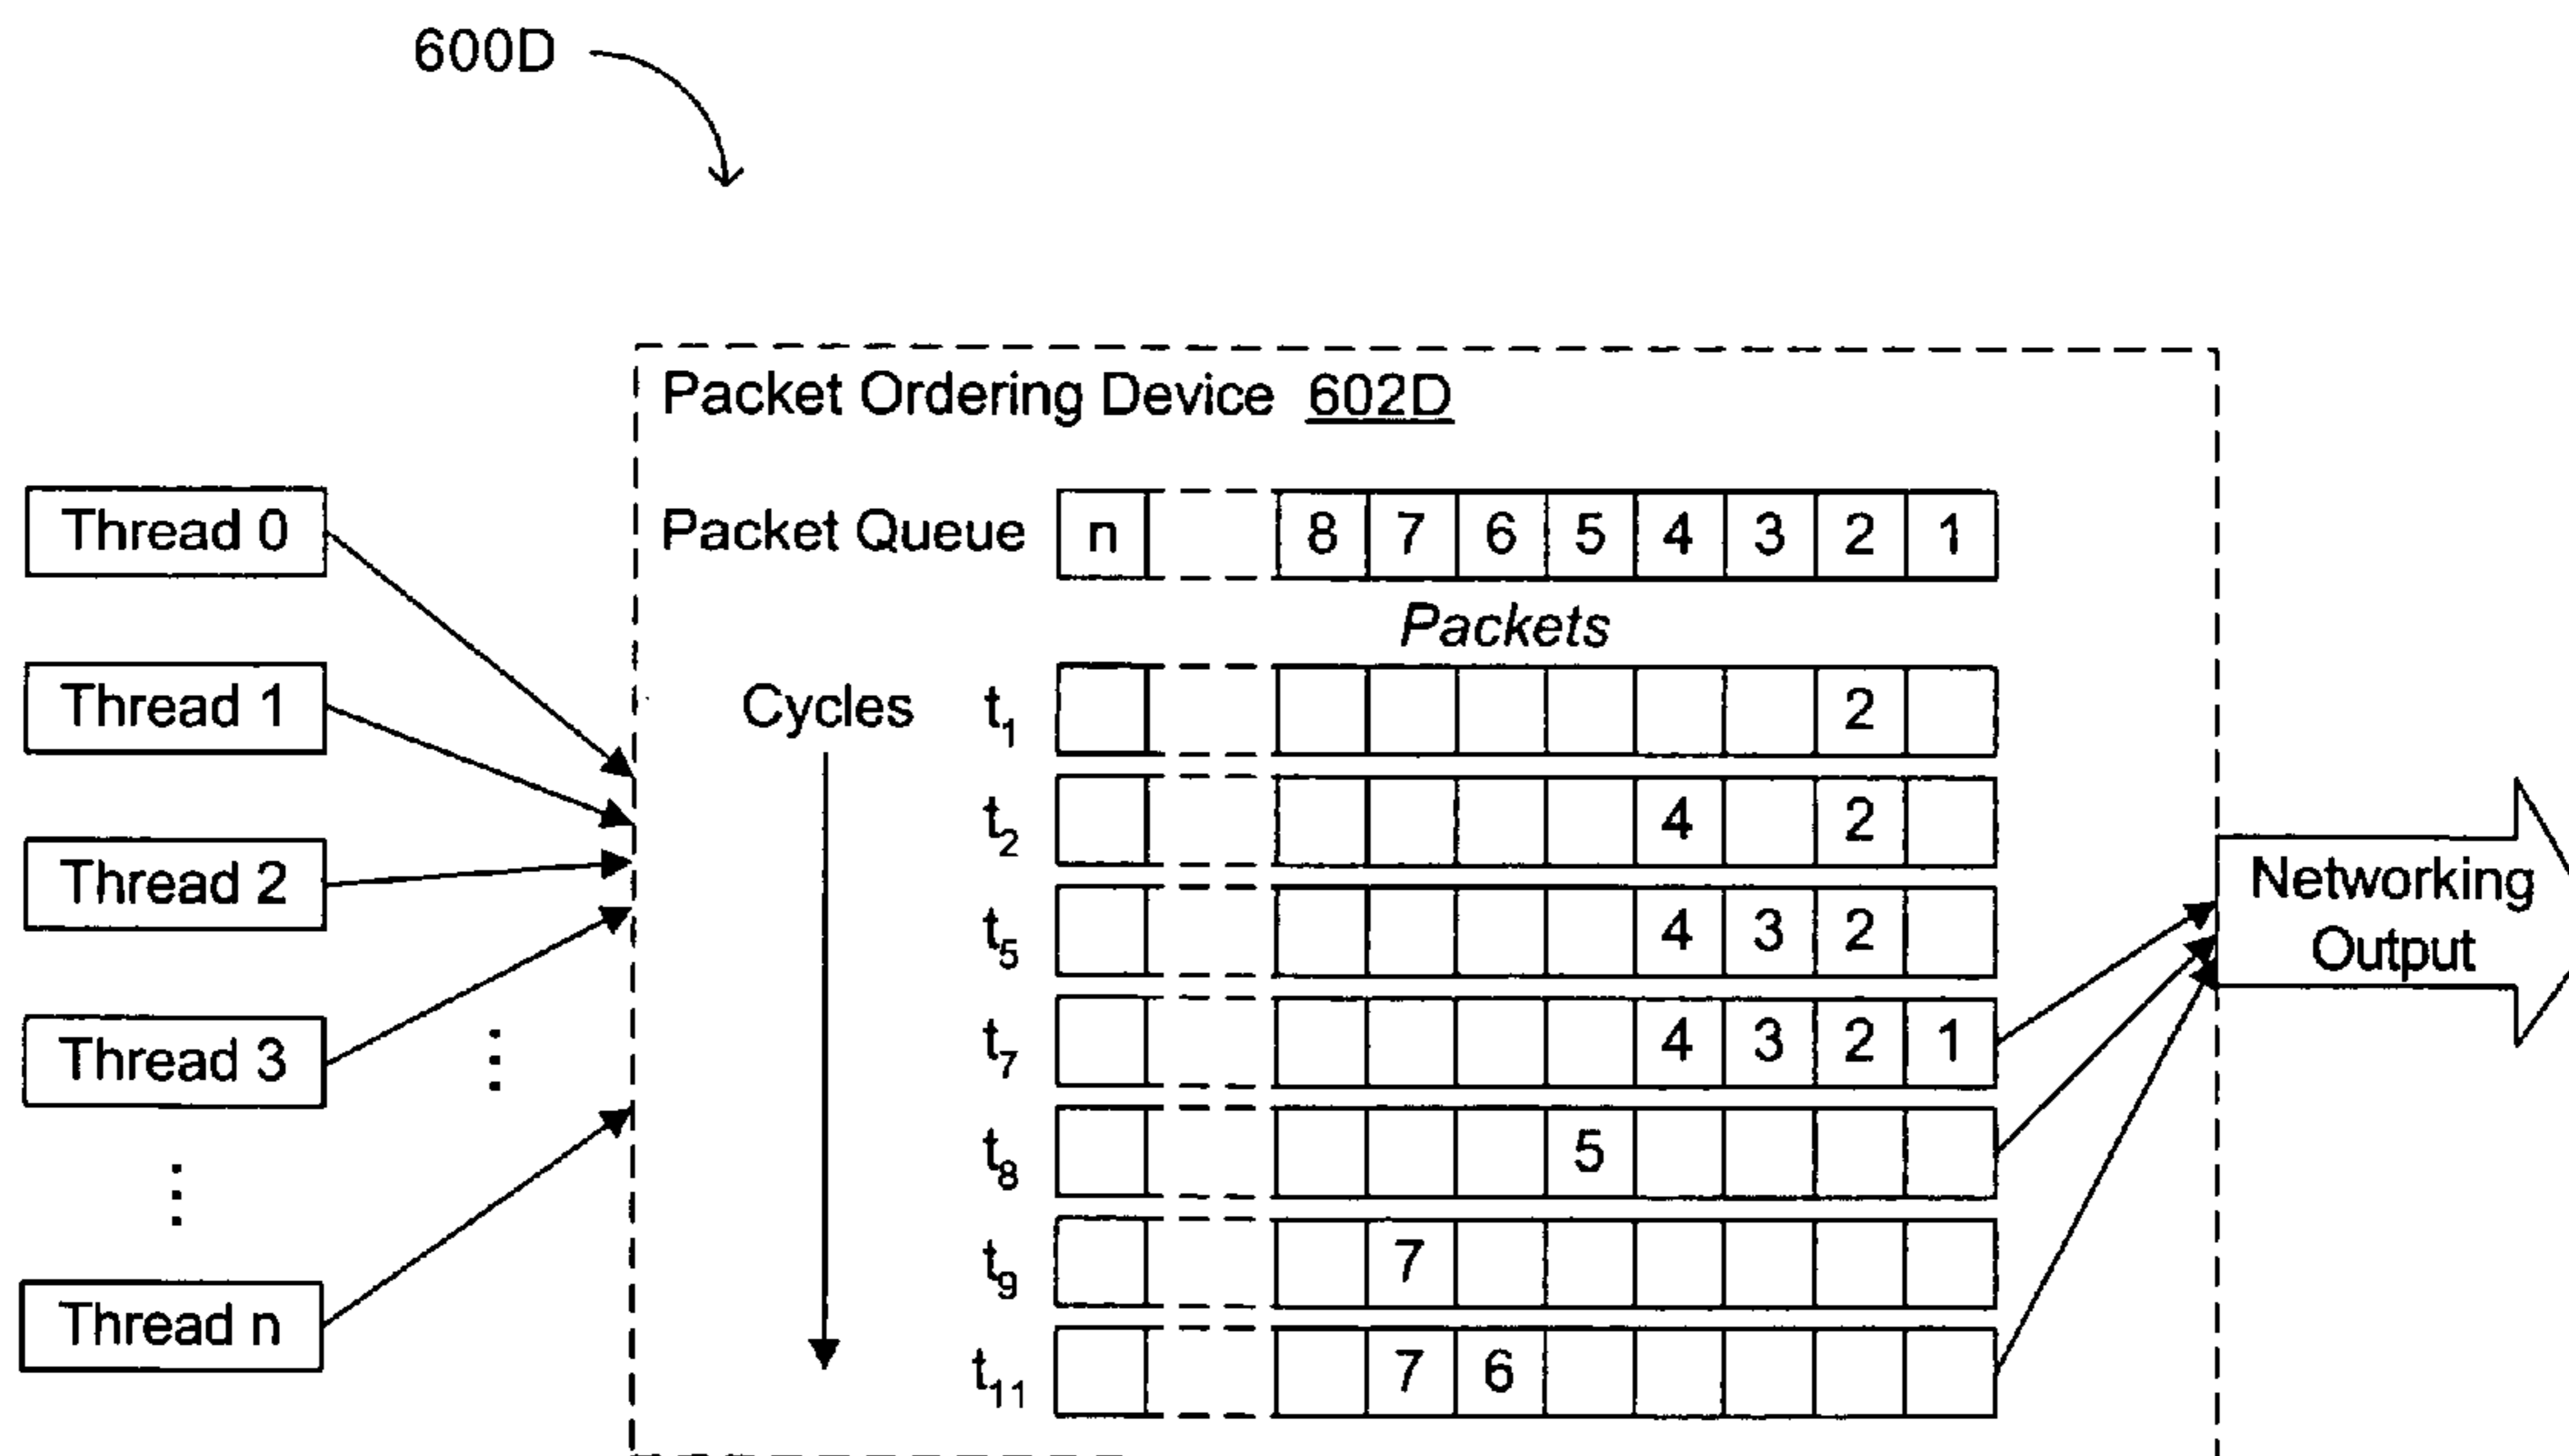 600D
Packet Ordering Device 602D
Thread 0
Thread 1
Thread 2
Thread 3
Thread n
Packet Queue n 8 7 6 5 4 3 2 1
Packets
Cycles
t1 2
t2 4 2
t5 4 3 2
t7 4 3 2 1
t8 5
t9 7
t11 7 6
Networking
Output